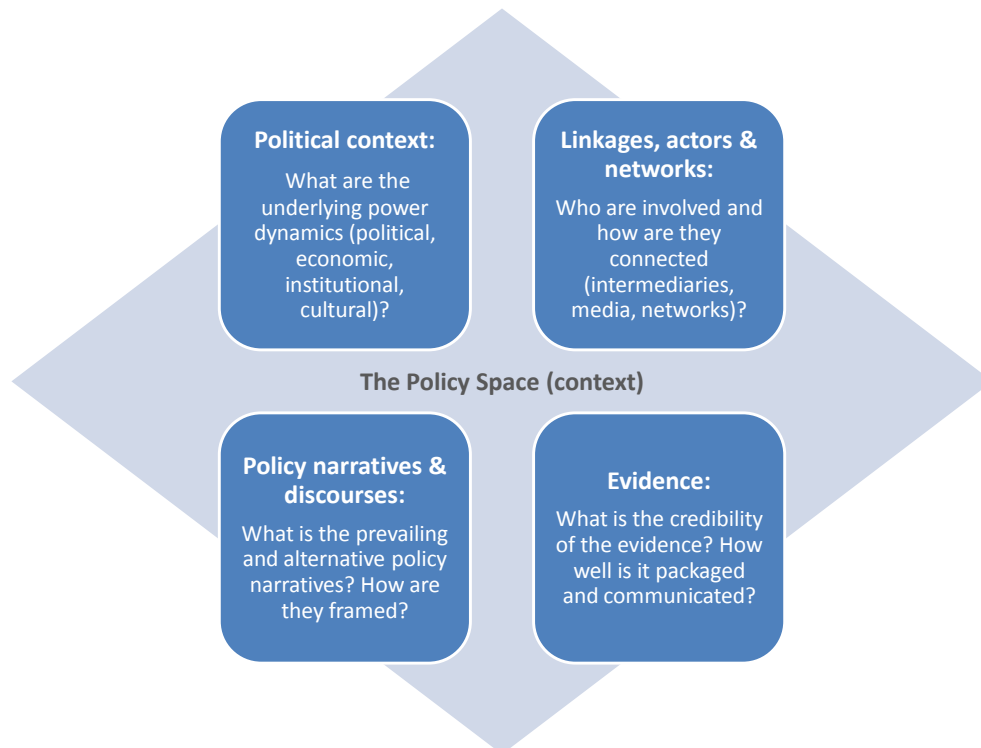 Political context:
What are the
underlying power
dynamics (political,
economic,
institutional,
cultural)?
Linkages, actors &
networks:
Who are involved and
how are they
connected
(intermediaries,
media, networks)?
The Policy Space (context)
Policy narratives &
discourses:
What is the prevailing
and alternative policy
narratives? How are
they framed?
Evidence:
What is the credibility
of the evidence? How
well is it packaged
and communicated?